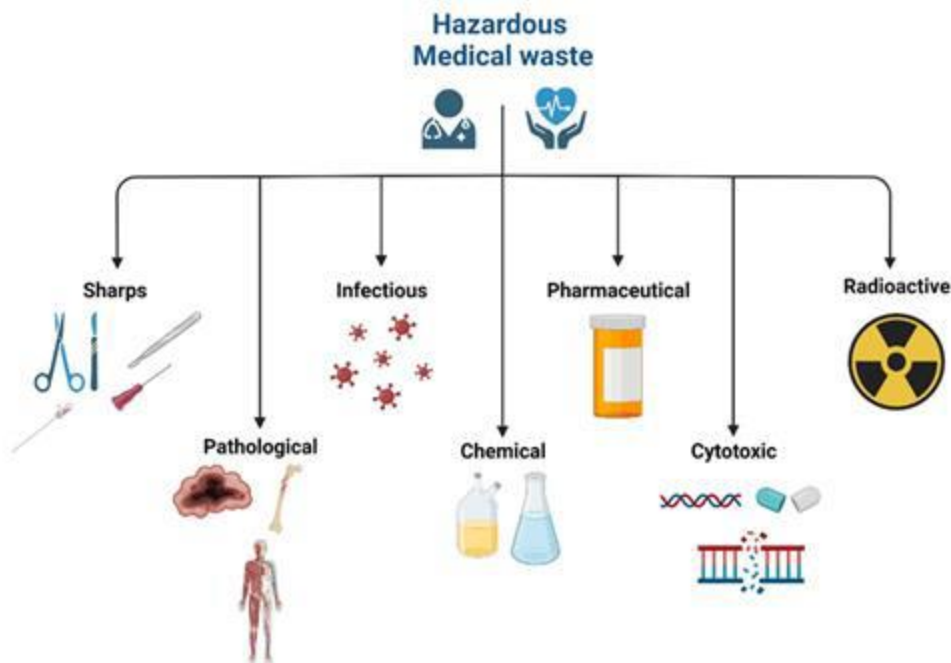 Hazardous
Medical waste
Sharps
Infectious
Pharmaceutical
Radioactive
Pathological
Chemical
Cytotoxic